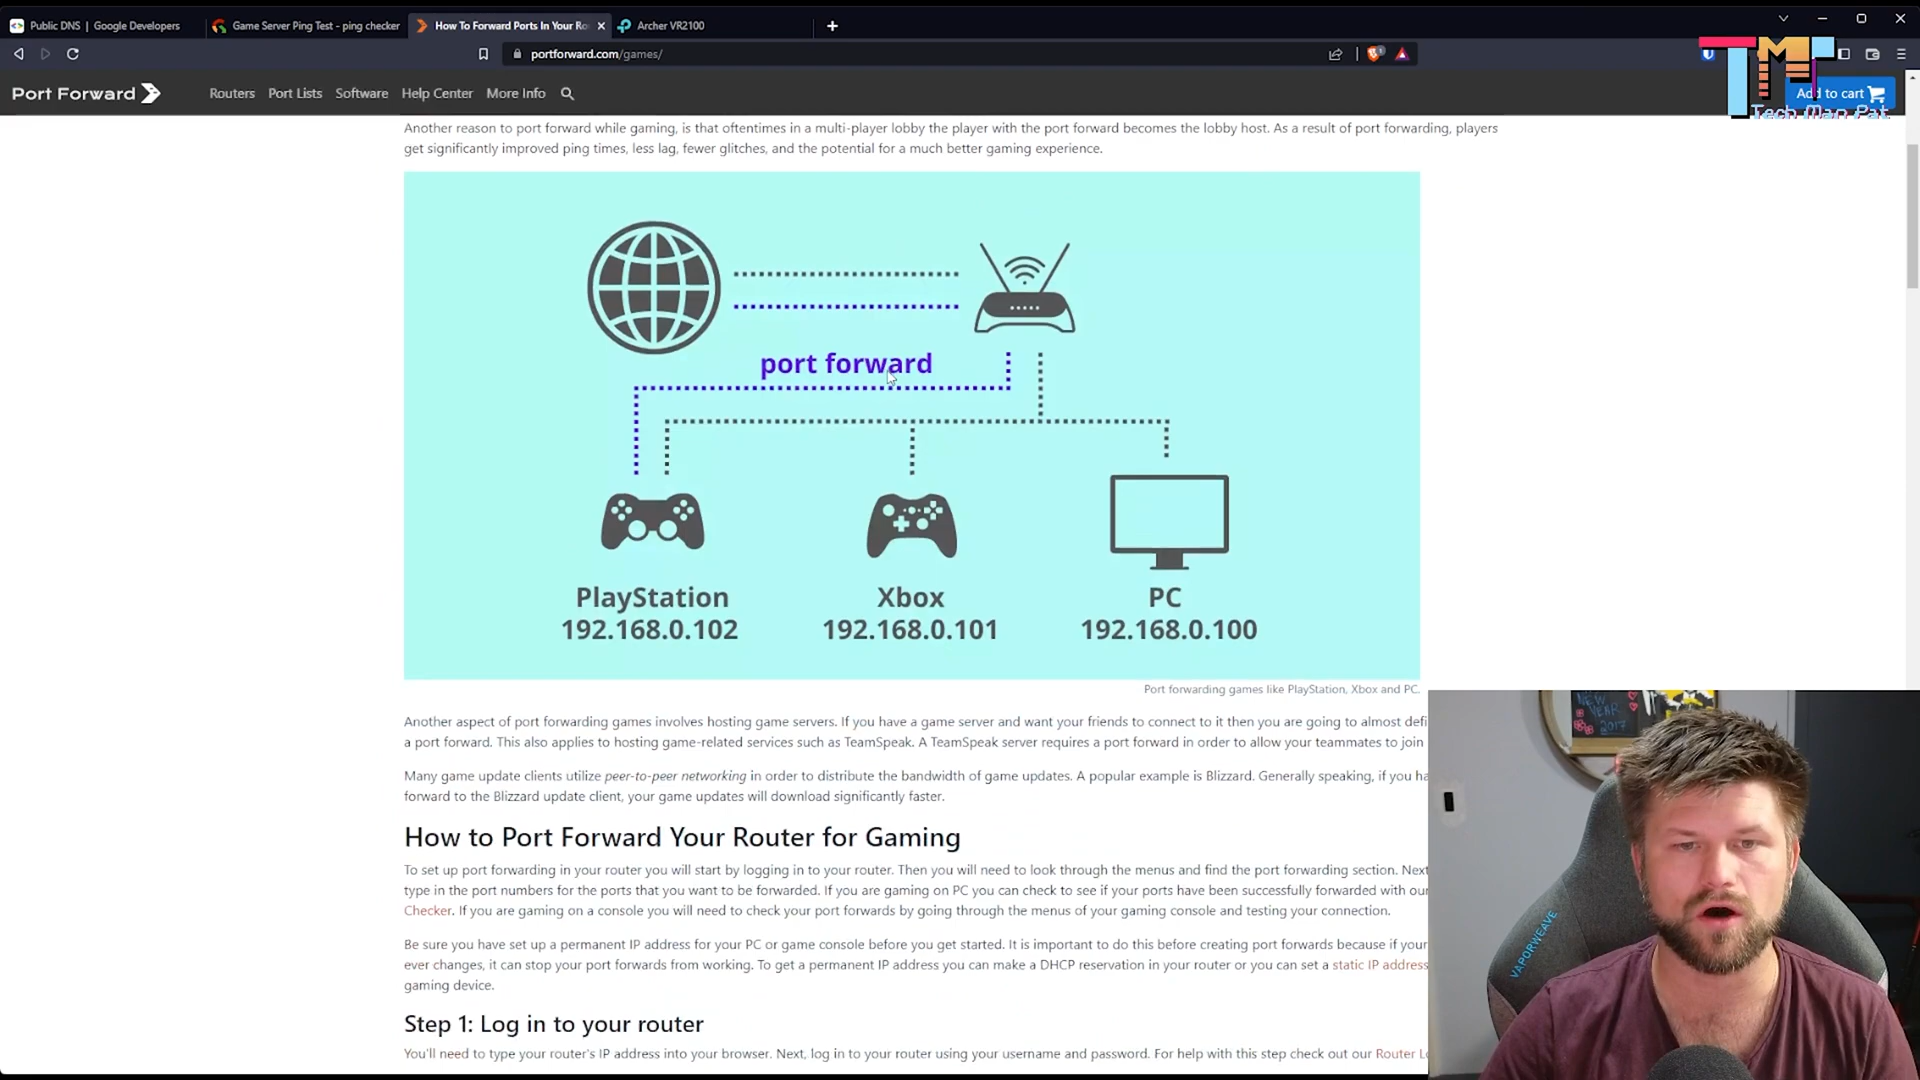 Public DNS | Google Developers
Game Server Ping Test - ping checker
How To Forward Ports In Your Ro
Archer VR2100
portforward.com/games/
Port Forward
Routers
Port Lists
Software
Help Center
More Info
Add to cart
TMP
Tech Man Pat
Another reason to port forward while gaming, is that oftentimes in a multi-player lobby the player with the port forward becomes the lobby host. As a result of port forwarding, players
get significantly improved ping times, less lag, fewer glitches, and the potential for a much better gaming experience.
port forward
PlayStation
192.168.0.102
Xbox
192.168.0.101
PC
192.168.0.100
Port forwarding games like PlayStation, Xbox and PC.
Another aspect of port forwarding games involves hosting game servers. If you have a game server and want your friends to connect to it then you are going to almost defi
a port forward. This also applies to hosting game-related services such as TeamSpeak. A TeamSpeak server requires a port forward in order to allow your teammates to join
Many game update clients utilize peer-to-peer networking in order to distribute the bandwidth of game updates. A popular example is Blizzard. Generally speaking, if you ha
forward to the Blizzard update client, your game updates will download significantly faster.
How to Port Forward Your Router for Gaming
To set up port forwarding in your router you will start by logging in to your router. Then you will need to look through the menus and find the port forwarding section. Next
type in the port numbers for the ports that you want to be forwarded. If you are gaming on PC you can check to see if your ports have been successfully forwarded with our
Checker. If you are gaming on a console you will need to check your port forwards by going through the menus of your gaming console and testing your connection.
Be sure you have set up a permanent IP address for your PC or game console before you get started. It is important to do this before creating port forwards because if your
ever changes, it can stop your port forwards from working. To get a permanent IP address you can make a DHCP reservation in your router or you can set a static IP address
gaming device.
Step 1: Log in to your router
You'll need to type your router's IP address into your browser. Next, log in to your router using your username and password. For help with this step check out our Router Lo
NEW
YEAR
2017
VAPORWEAVE